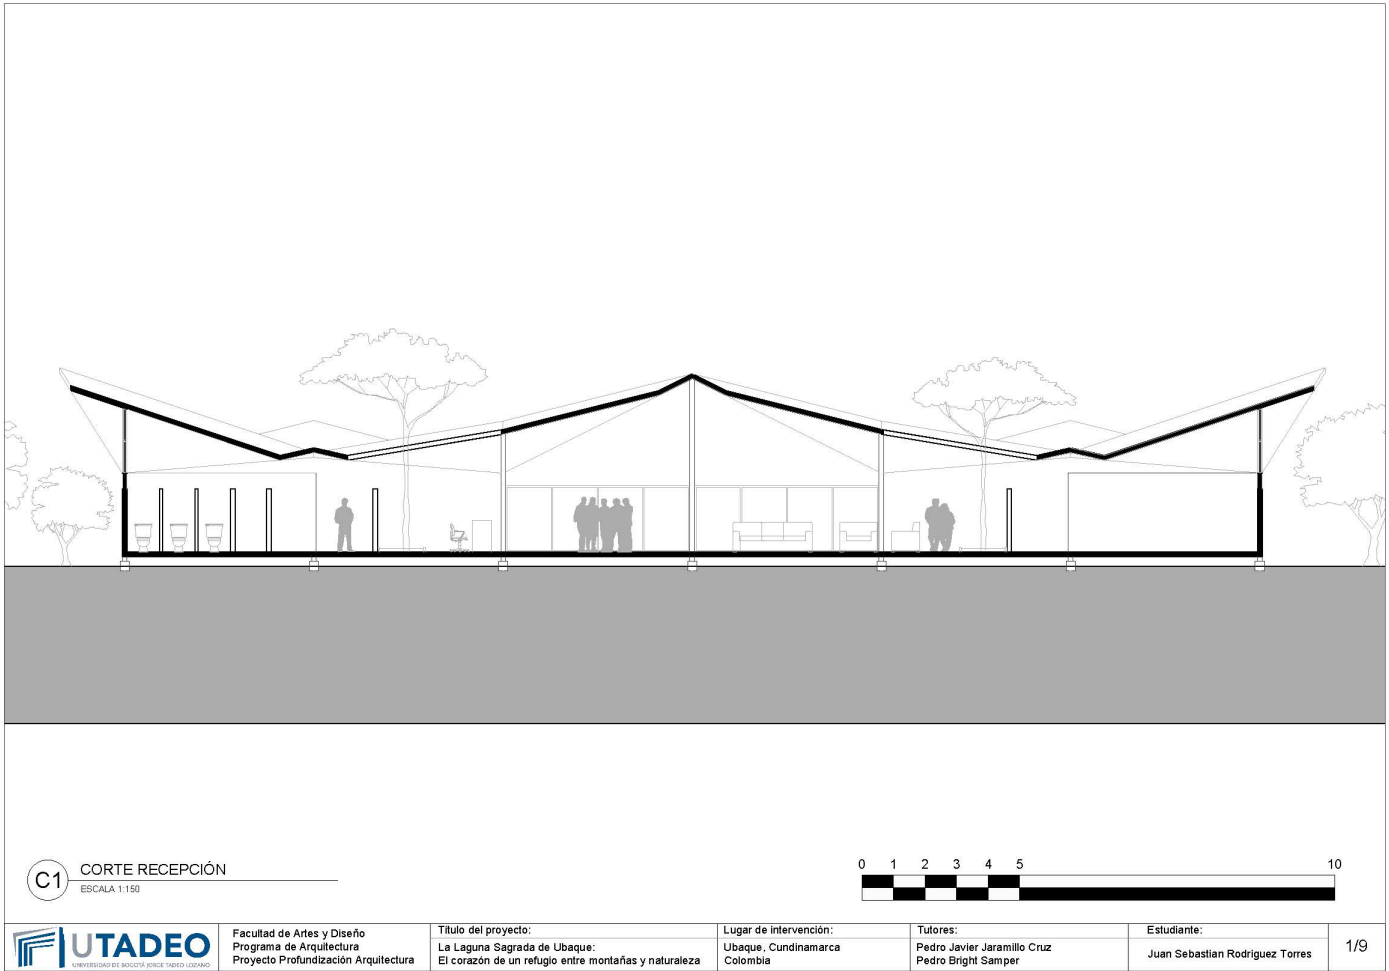 C1
CORTE RECEPCIÓN
ESCALA 1:150
0 1 2 3 4 5 10
UTADEO
UNIVERSIDAD DE BOGOTÁ JORGE TADEO LOZANO
Facultad de Artes y Diseño
Programa de Arquitectura
Proyecto Profundización Arquitectura
Título del proyecto:
La Laguna Sagrada de Ubaque:
El corazón de un refugio entre montañas y naturaleza
Lugar de intervención:
Ubaque, Cundinamarca
Colombia
Tutores:
Pedro Javier Jaramillo Cruz
Pedro Bright Samper
Estudiante:
Juan Sebastian Rodriguez Torres
1/9